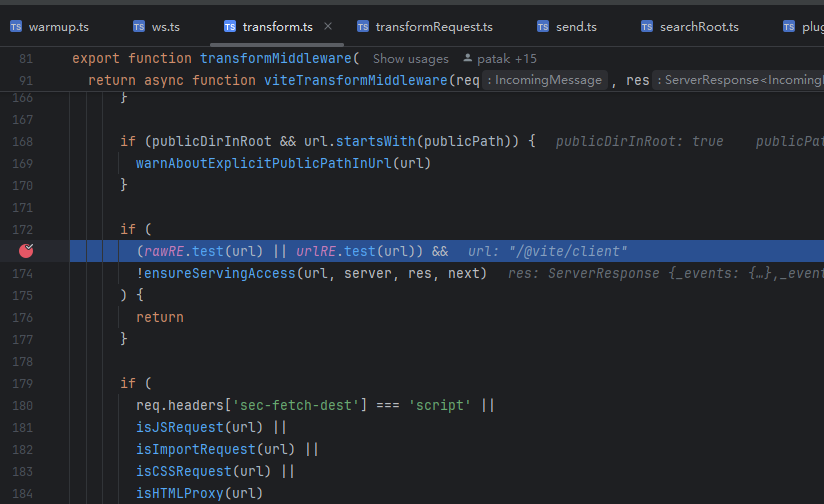 TS warmup.ts TS ws.ts TS transform.ts × TS transformRequest.ts TS send.ts TS searchRoot.ts TS plug
81 export function transformMiddleware( Show usages patak +15
91 return async function viteTransformMiddleware(req : IncomingMessage , res : ServerResponse<Incoming
166 }
167
168 if (publicDirInRoot && url.startsWith(publicPath)) { publicDirInRoot: true publicPat
169 warnAboutExplicitPublicPathInUrl(url)
170 }
171
172 if (
(rawRE.test(url) || urlRE.test(url)) && url: "/@vite/client"
174 !ensureServingAccess(url, server, res, next) res: ServerResponse {_events: {…},_event
175 ) {
176 return
177 }
178
179 if (
180 req.headers['sec-fetch-dest'] === 'script' ||
181 isJSRequest(url) ||
182 isImportRequest(url) ||
183 isCSSRequest(url) ||
184 isHTMLProxy(url)